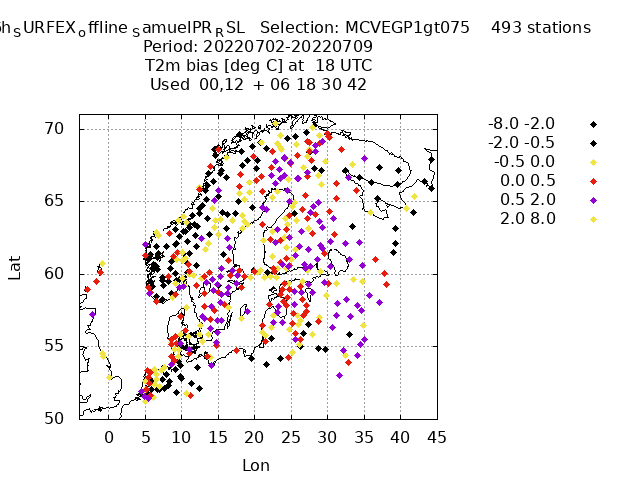 SURFEXoffline SamuelPR RSL Selection: MCVEGP1gt075 493 stations
Period: 20220702-20220709
T2m bias [deg C] at 18 UTC
Used 00,12 + 06 18 30 42
-8.0 -2.0
-2.0 -0.5
-0.5 0.0
0.0 0.5
0.5 2.0
2.0 8.0
70
65
60
55
50
Lat
0 5 10 15 20 25 30 35 40 45
Lon